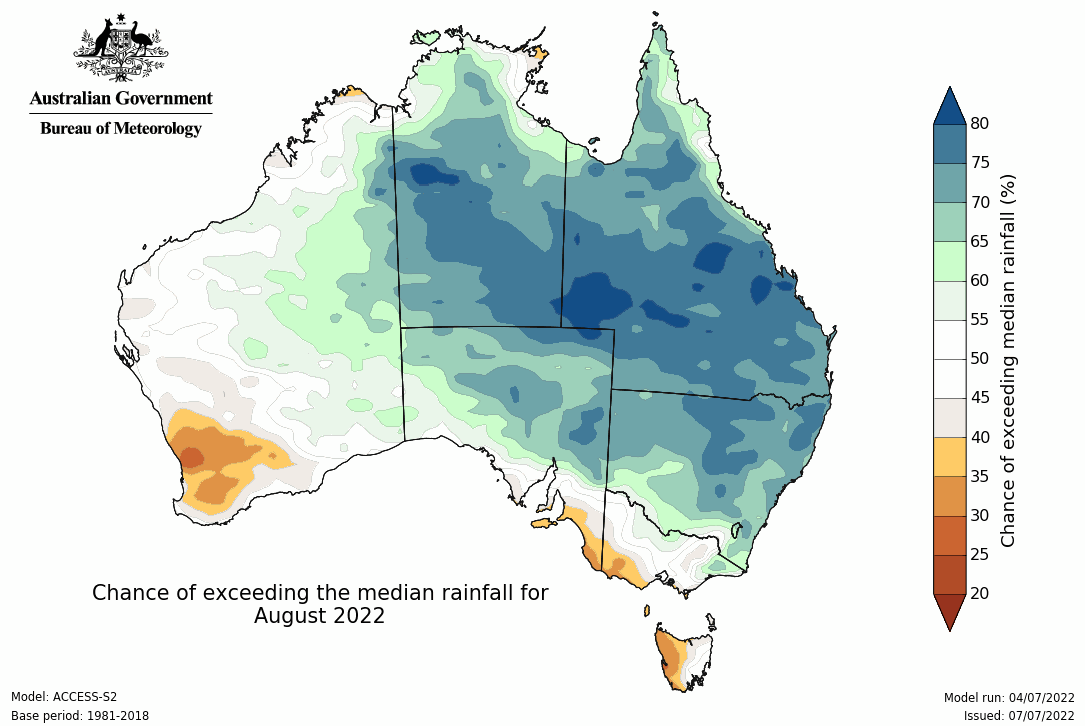 AUSTRALIA
Australian Government
Bureau of Meteorology
80
75
70
65
60
55
50
45
40
35
30
25
20
Chance of exceeding median rainfall (%)
Chance of exceeding the median rainfall for
August 2022
Model: ACCESS-S2
Base period: 1981-2018
Model run: 04/07/2022
Issued: 07/07/2022